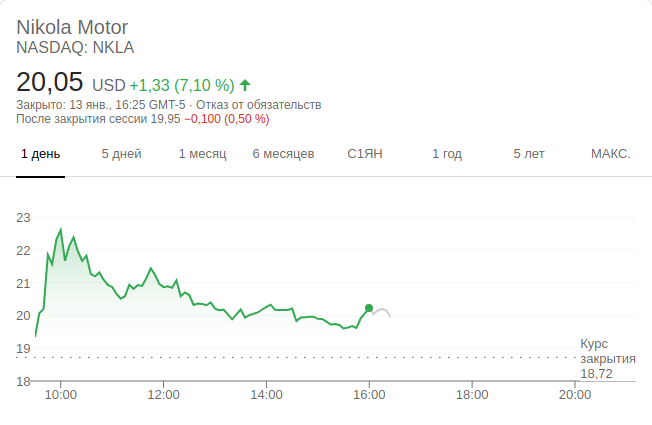 Nikola Motor
NASDAQ: NKLA
20,05 USD +1,33 (7,10 %)
Закрыто: 13 янв., 16:25 GMT-5 · Отказ от обязательств
После закрытия сессии 19,95 −0,100 (0,50 %)
1 день 5 дней 1 месяц 6 месяцев С1ЯН 1 год 5 лет МАКС.
23
22
21
20
19
18
Курс
закрытия
18,72
10:00 12:00 14:00 16:00 18:00 20:00